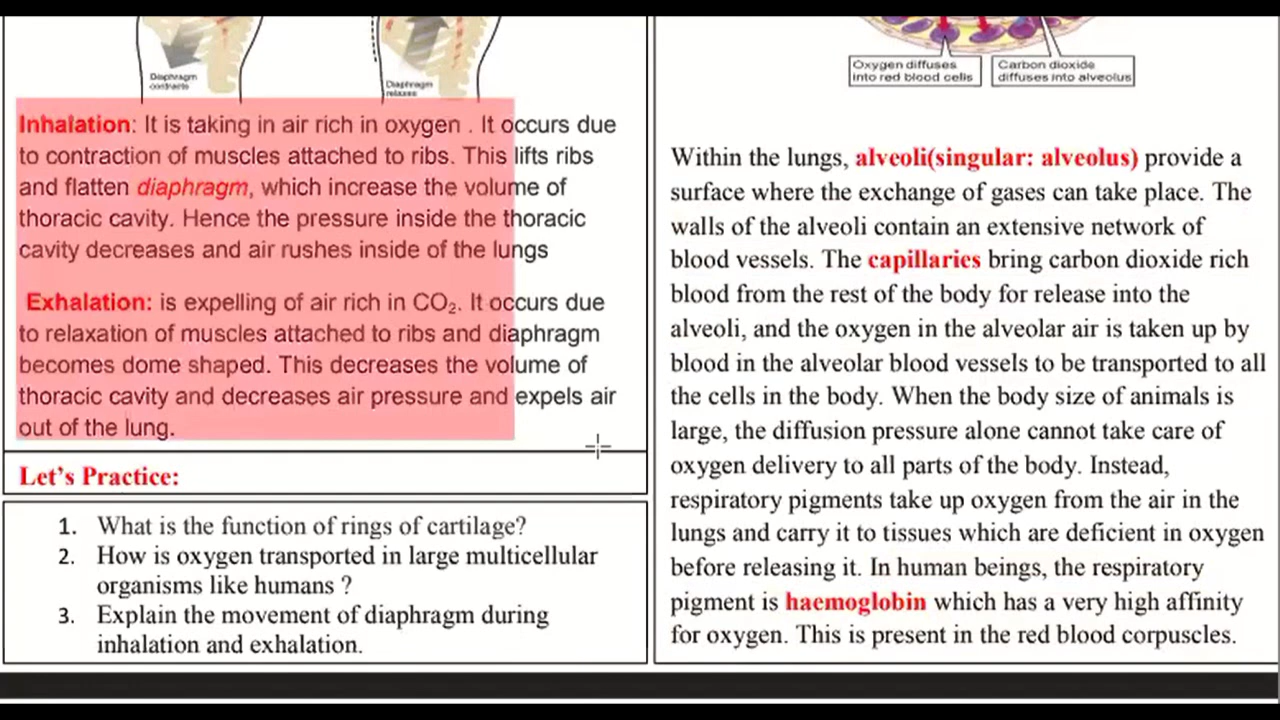 Diaphragm
contracts
Diaphragm
relaxes
Inhalation: It is taking in air rich in oxygen . It occurs due
to contraction of muscles attached to ribs. This lifts ribs
and flatten diaphragm, which increase the volume of
thoracic cavity. Hence the pressure inside the thoracic
cavity decreases and air rushes inside of the lungs
Exhalation: is expelling of air rich in CO₂. It occurs due
to relaxation of muscles attached to ribs and diaphragm
becomes dome shaped. This decreases the volume of
thoracic cavity and decreases air pressure and expels air
out of the lung.
Let's Practice:
1. What is the function of rings of cartilage?
2. How is oxygen transported in large multicellular
organisms like humans ?
3. Explain the movement of diaphragm during
inhalation and exhalation.
Oxygen diffuses
into red blood cells
Carbon dioxide
diffuses into alveolus
Within the lungs, alveoli(singular: alveolus) provide a
surface where the exchange of gases can take place. The
walls of the alveoli contain an extensive network of
blood vessels. The capillaries bring carbon dioxide rich
blood from the rest of the body for release into the
alveoli, and the oxygen in the alveolar air is taken up by
blood in the alveolar blood vessels to be transported to all
the cells in the body. When the body size of animals is
large, the diffusion pressure alone cannot take care of
oxygen delivery to all parts of the body. Instead,
respiratory pigments take up oxygen from the air in the
lungs and carry it to tissues which are deficient in oxygen
before releasing it. In human beings, the respiratory
pigment is haemoglobin which has a very high affinity
for oxygen. This is present in the red blood corpuscles.